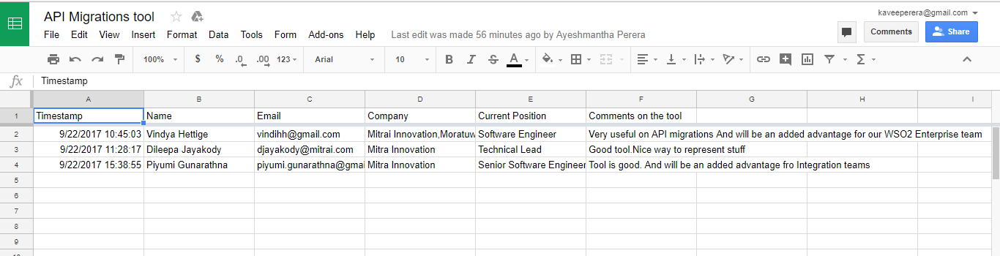 API Migrations tool
kaveeperera@gmail.com
File Edit View Insert Format Data Tools Form Add-ons Help Last edit was made 56 minutes ago by Ayeshmantha Perera
Comments Share
100% $ % .0 .00 123 Arial 10 B I S A Σ
fx Timestamp
A B C D E F G H I
1 Timestamp Name Email Company Current Position Comments on the tool
2 9/22/2017 10:45:03 Vindya Hettige vindihh@gmail.com Mitrai Innovation,Moratuw Software Engineer Very useful on API migrations And will be an added advantage for our WSO2 Enterprise team
3 9/22/2017 11:28:17 Dileepa Jayakody djayakody@mitrai.com Mitra Innovation Technical Lead Good tool.Nice way to represent stuff
4 9/22/2017 15:38:55 Piyumi Gunarathna piyumi.gunarathna@gmai Mitra Innovation Senior Software Engineer Tool is good. And will be an added advantage fro Integration teams
5
6
7
8
9